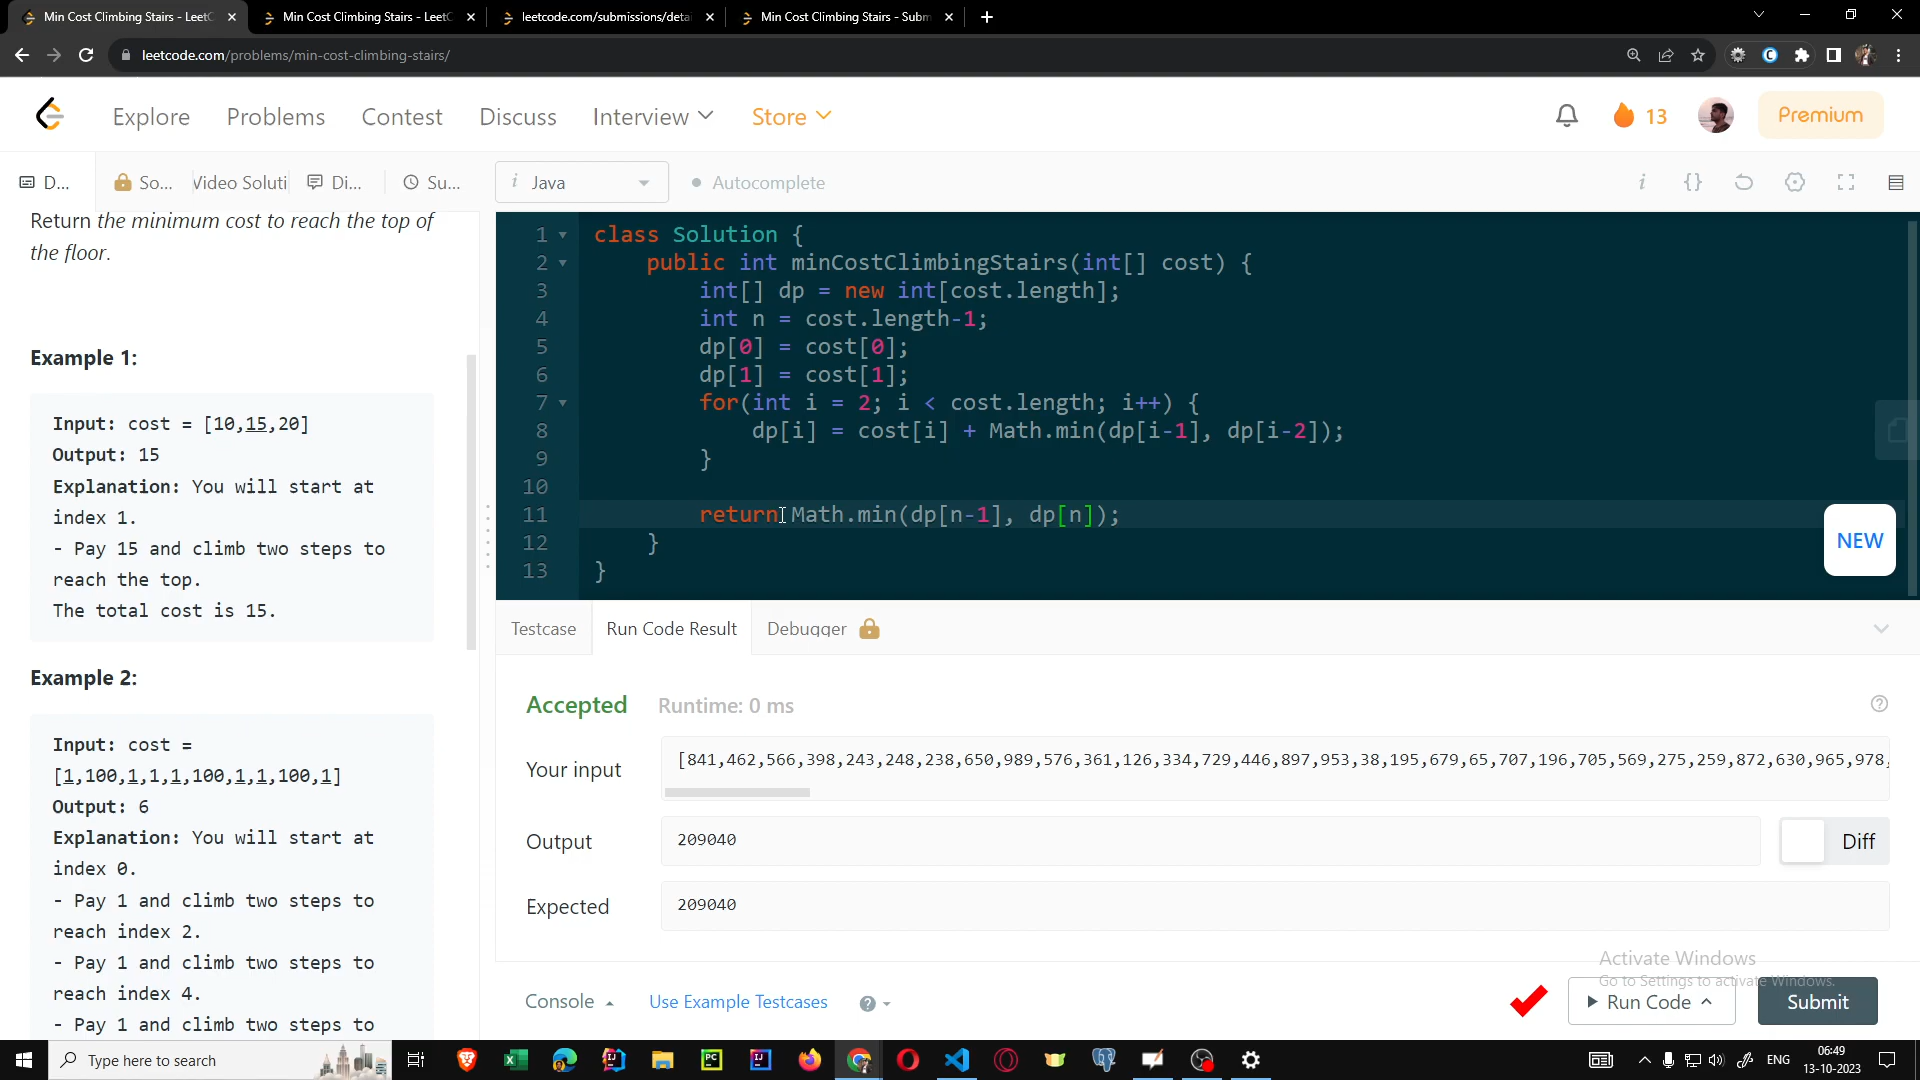 Min Cost Climbing Stairs - LeetC
Min Cost Climbing Stairs - LeetC
leetcode.com/submissions/detai
Min Cost Climbing Stairs - Subm
leetcode.com/problems/min-cost-climbing-stairs/
Explore
Problems
Contest
Discuss
Interview
Store
13
Premium
D...
So...
Video Soluti
Di...
Su...
i Java
Autocomplete
i
{}
Return the minimum cost to reach the top of
the floor.
Example 1:
Input: cost = [10,15,20]
Output: 15
Explanation: You will start at
index 1.
- Pay 15 and climb two steps to
reach the top.
The total cost is 15.
Example 2:
Input: cost =
[1,100,1,1,1,100,1,1,100,1]
Output: 6
Explanation: You will start at
index 0.
- Pay 1 and climb two steps to
reach index 2.
- Pay 1 and climb two steps to
reach index 4.
- Pay 1 and climb two steps to
1 class Solution {
2 public int minCostClimbingStairs(int[] cost) {
3 int[] dp = new int[cost.length];
4 int n = cost.length-1;
5 dp[0] = cost[0];
6 dp[1] = cost[1];
7 for(int i = 2; i < cost.length; i++) {
8 dp[i] = cost[i] + Math.min(dp[i-1], dp[i-2]);
9 }
10
11 return Math.min(dp[n-1], dp[n]);
12 }
13 }
NEW
Testcase
Run Code Result
Debugger
Accepted
Runtime: 0 ms
Your input
[841,462,566,398,243,248,238,650,989,576,361,126,334,729,446,897,953,38,195,679,65,707,196,705,569,275,259,872,630,965,978,
Output
209040
Diff
Expected
209040
Activate Windows
Go to Settings to activate Windows.
Console
Use Example Testcases
Run Code
Submit
Type here to search
ENG
06:49
13-10-2023